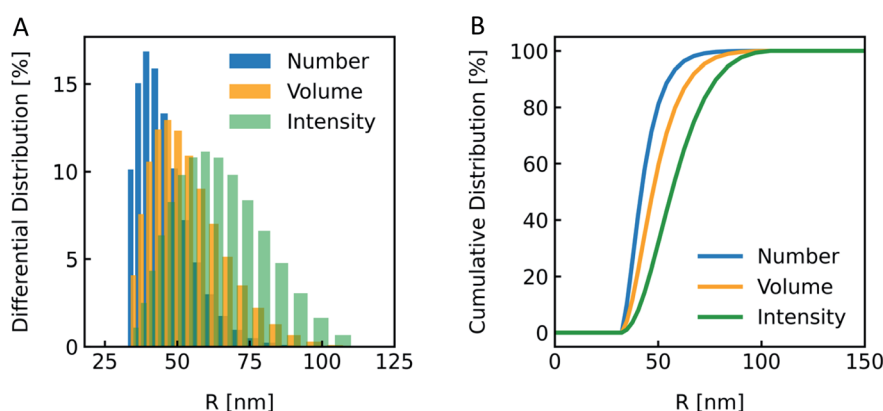 A
Differential Distribution [%]
15
10
5
0
25
50
75
100
125
R [nm]
Number
Volume
Intensity
B
Cumulative Distribution [%]
100
80
60
40
20
0
0
50
100
150
R [nm]
Number
Volume
Intensity